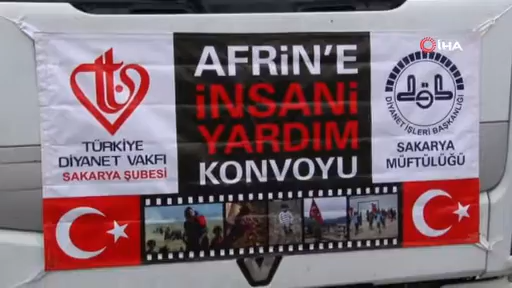 İHA
AFRİN'E
İNSANİ
YARDIM
KONVOYU
TÜRKİYE
DİYANET VAKFI
SAKARYA ŞUBESİ
DİYANET İŞLERİ BAŞKANLIĞI
SAKARYA
MÜFTÜLÜĞÜ